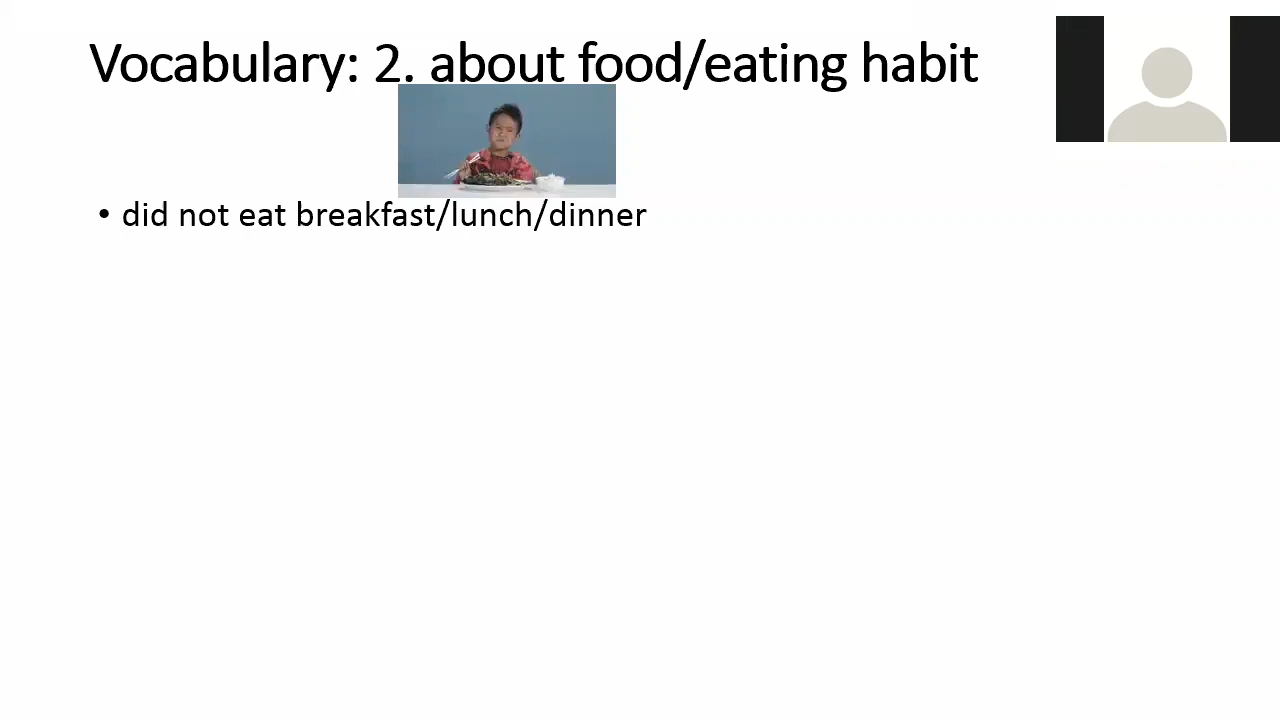 Vocabulary: 2. about food/eating habit
• did not eat breakfast/lunch/dinner